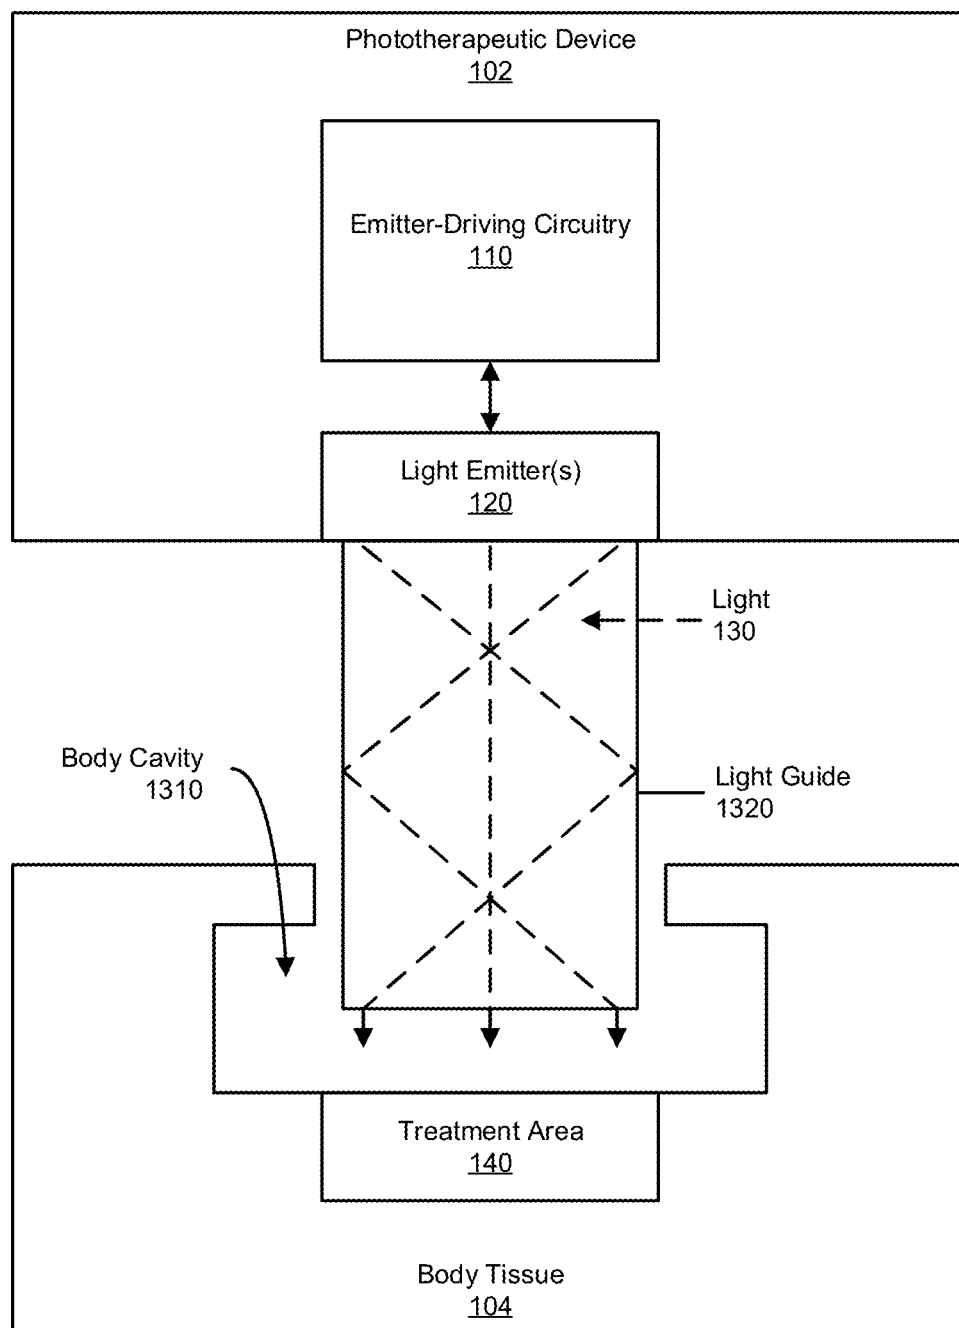 Phototherapeutic Device
102
Emitter-Driving Circuitry
110
Light Emitter(s)
120
Light
130
Body Cavity
1310
Light Guide
1320
Treatment Area
140
Body Tissue
104